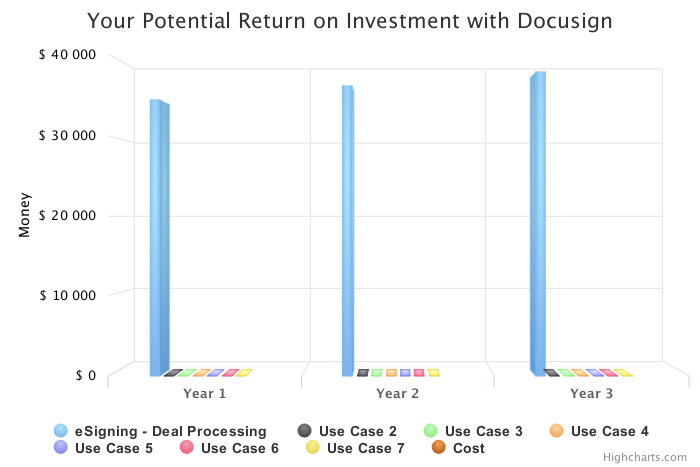 Your Potential Return on Investment with Docusign
$ 40 000
$ 30 000
$ 20 000
$ 10 000
$ 0
Money
Year 1 Year 2 Year 3
eSigning - Deal Processing Use Case 2 Use Case 3 Use Case 4
Use Case 5 Use Case 6 Use Case 7 Cost
Highcharts.com